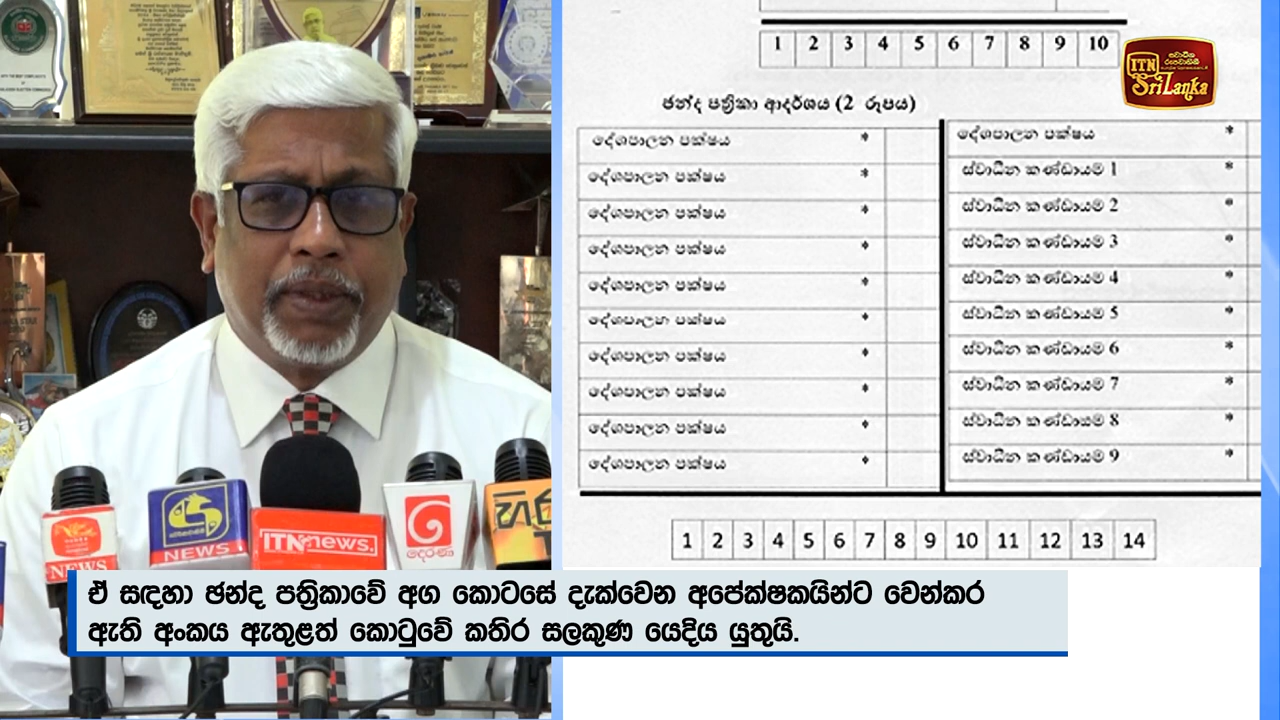 1 2 3 4 5 6 7 8 9 10
ස්වාධීන රූපවාහිනිය
ITN
SriLanka
ඡන්ද පත්‍රිකා ආදර්ශය (2 රූපය)
දේශපාලන පක්ෂය *
දේශපාලන පක්ෂය *
දේශපාලන පක්ෂය *
දේශපාලන පක්ෂය *
දේශපාලන පක්ෂය *
දේශපාලන පක්ෂය *
දේශපාලන පක්ෂය *
දේශපාලන පක්ෂය *
දේශපාලන පක්ෂය *
දේශපාලන පක්ෂය *
දේශපාලන පක්ෂය *
ස්වාධීන කණ්ඩායම 1 *
ස්වාධීන කණ්ඩායම 2 *
ස්වාධීන කණ්ඩායම 3 *
ස්වාධීන කණ්ඩායම 4 *
ස්වාධීන කණ්ඩායම 5 *
ස්වාධීන කණ්ඩායම 6 *
ස්වාධීන කණ්ඩායම 7 *
ස්වාධීන කණ්ඩායම 8 *
ස්වාධීන කණ්ඩායම 9 *
1 2 3 4 5 6 7 8 9 10 11 12 13 14
NEWS
NEWS
ITN news.
දෙරණ
හිරු
ඒ සඳහා ඡන්ද පත්‍රිකාවේ අග කොටසේ දැක්වෙන අපේක්ෂකයින්ට වෙන්කර
ඇති අංකය ඇතුළත් කොටුවේ කතිර සලකුණ යෙදිය යුතුයි.